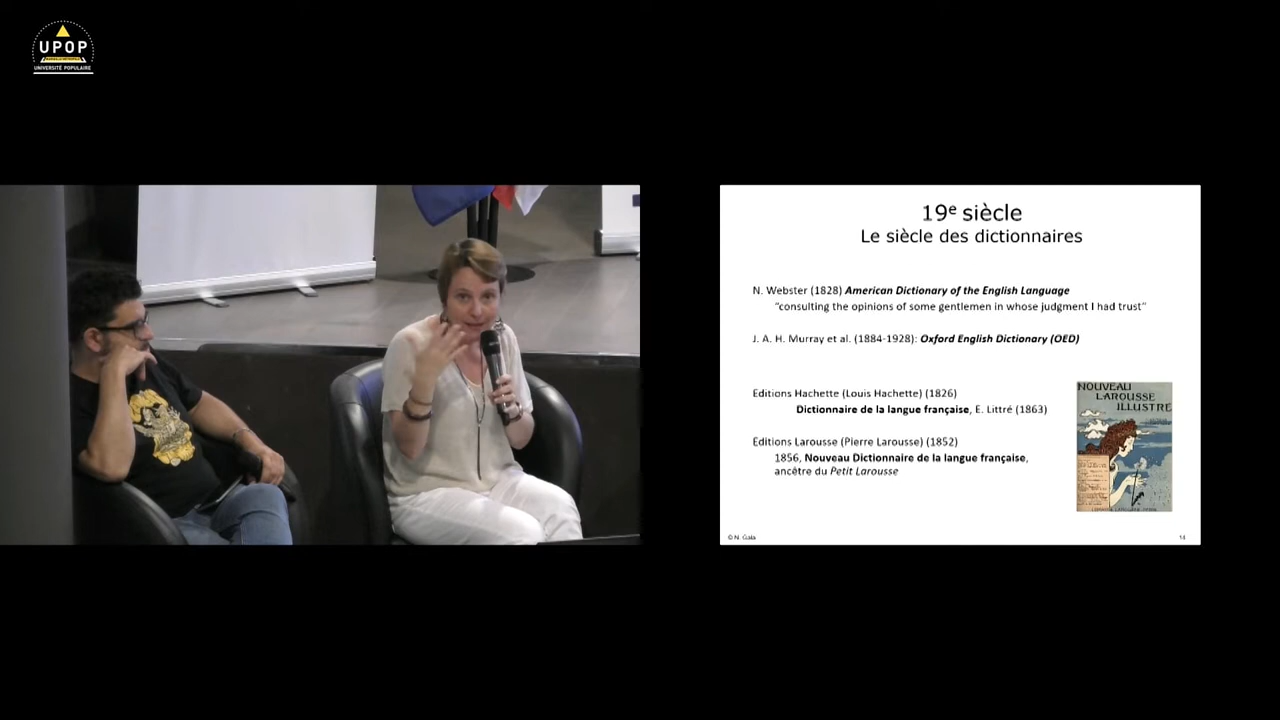 UPOP
UNIVERSITÉ POPULAIRE
19e siècle
Le siècle des dictionnaires
N. Webster (1828) American Dictionary of the English Language
“consulting the opinions of some gentlemen in whose judgment I had trust”
J. A. H. Murray et al. (1884-1928): Oxford English Dictionary (OED)
Editions Hachette (Louis Hachette) (1826)
Dictionnaire de la langue française, E. Littré (1863)
Editions Larousse (Pierre Larousse) (1852)
1856, Nouveau Dictionnaire de la langue française,
ancêtre du Petit Larousse
NOUVEAU
LAROUSSE
ILLUSTRÉ
© N. Gala
14